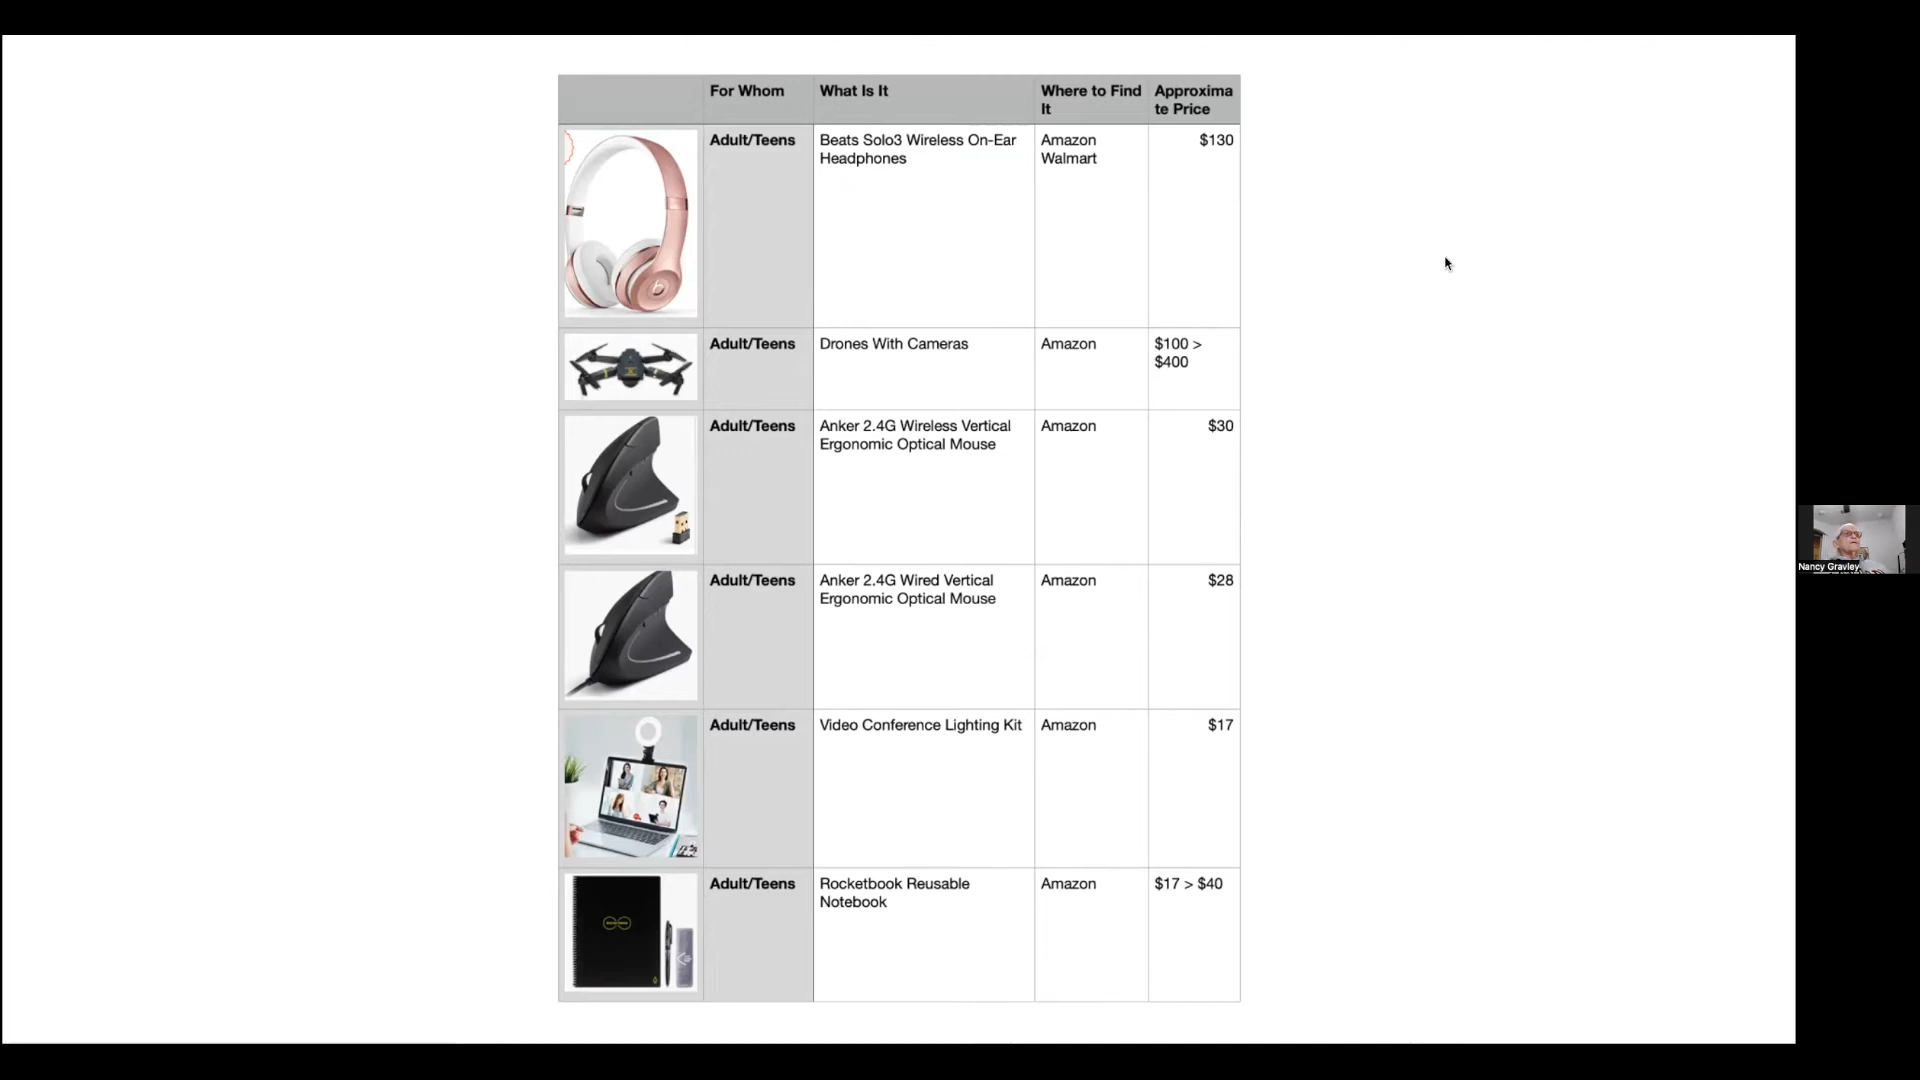 For Whom
What Is It
Where to Find
It
Approxima
te Price
Adult/Teens
Beats Solo3 Wireless On-Ear
Headphones
Amazon
Walmart
$130
Adult/Teens
Drones With Cameras
Amazon
$100 >
$400
Adult/Teens
Anker 2.4G Wireless Vertical
Ergonomic Optical Mouse
Amazon
$30
Adult/Teens
Anker 2.4G Wired Vertical
Ergonomic Optical Mouse
Amazon
$28
Adult/Teens
Video Conference Lighting Kit
Amazon
$17
Adult/Teens
Rocketbook Reusable
Notebook
Amazon
$17 > $40
Nancy Gravley